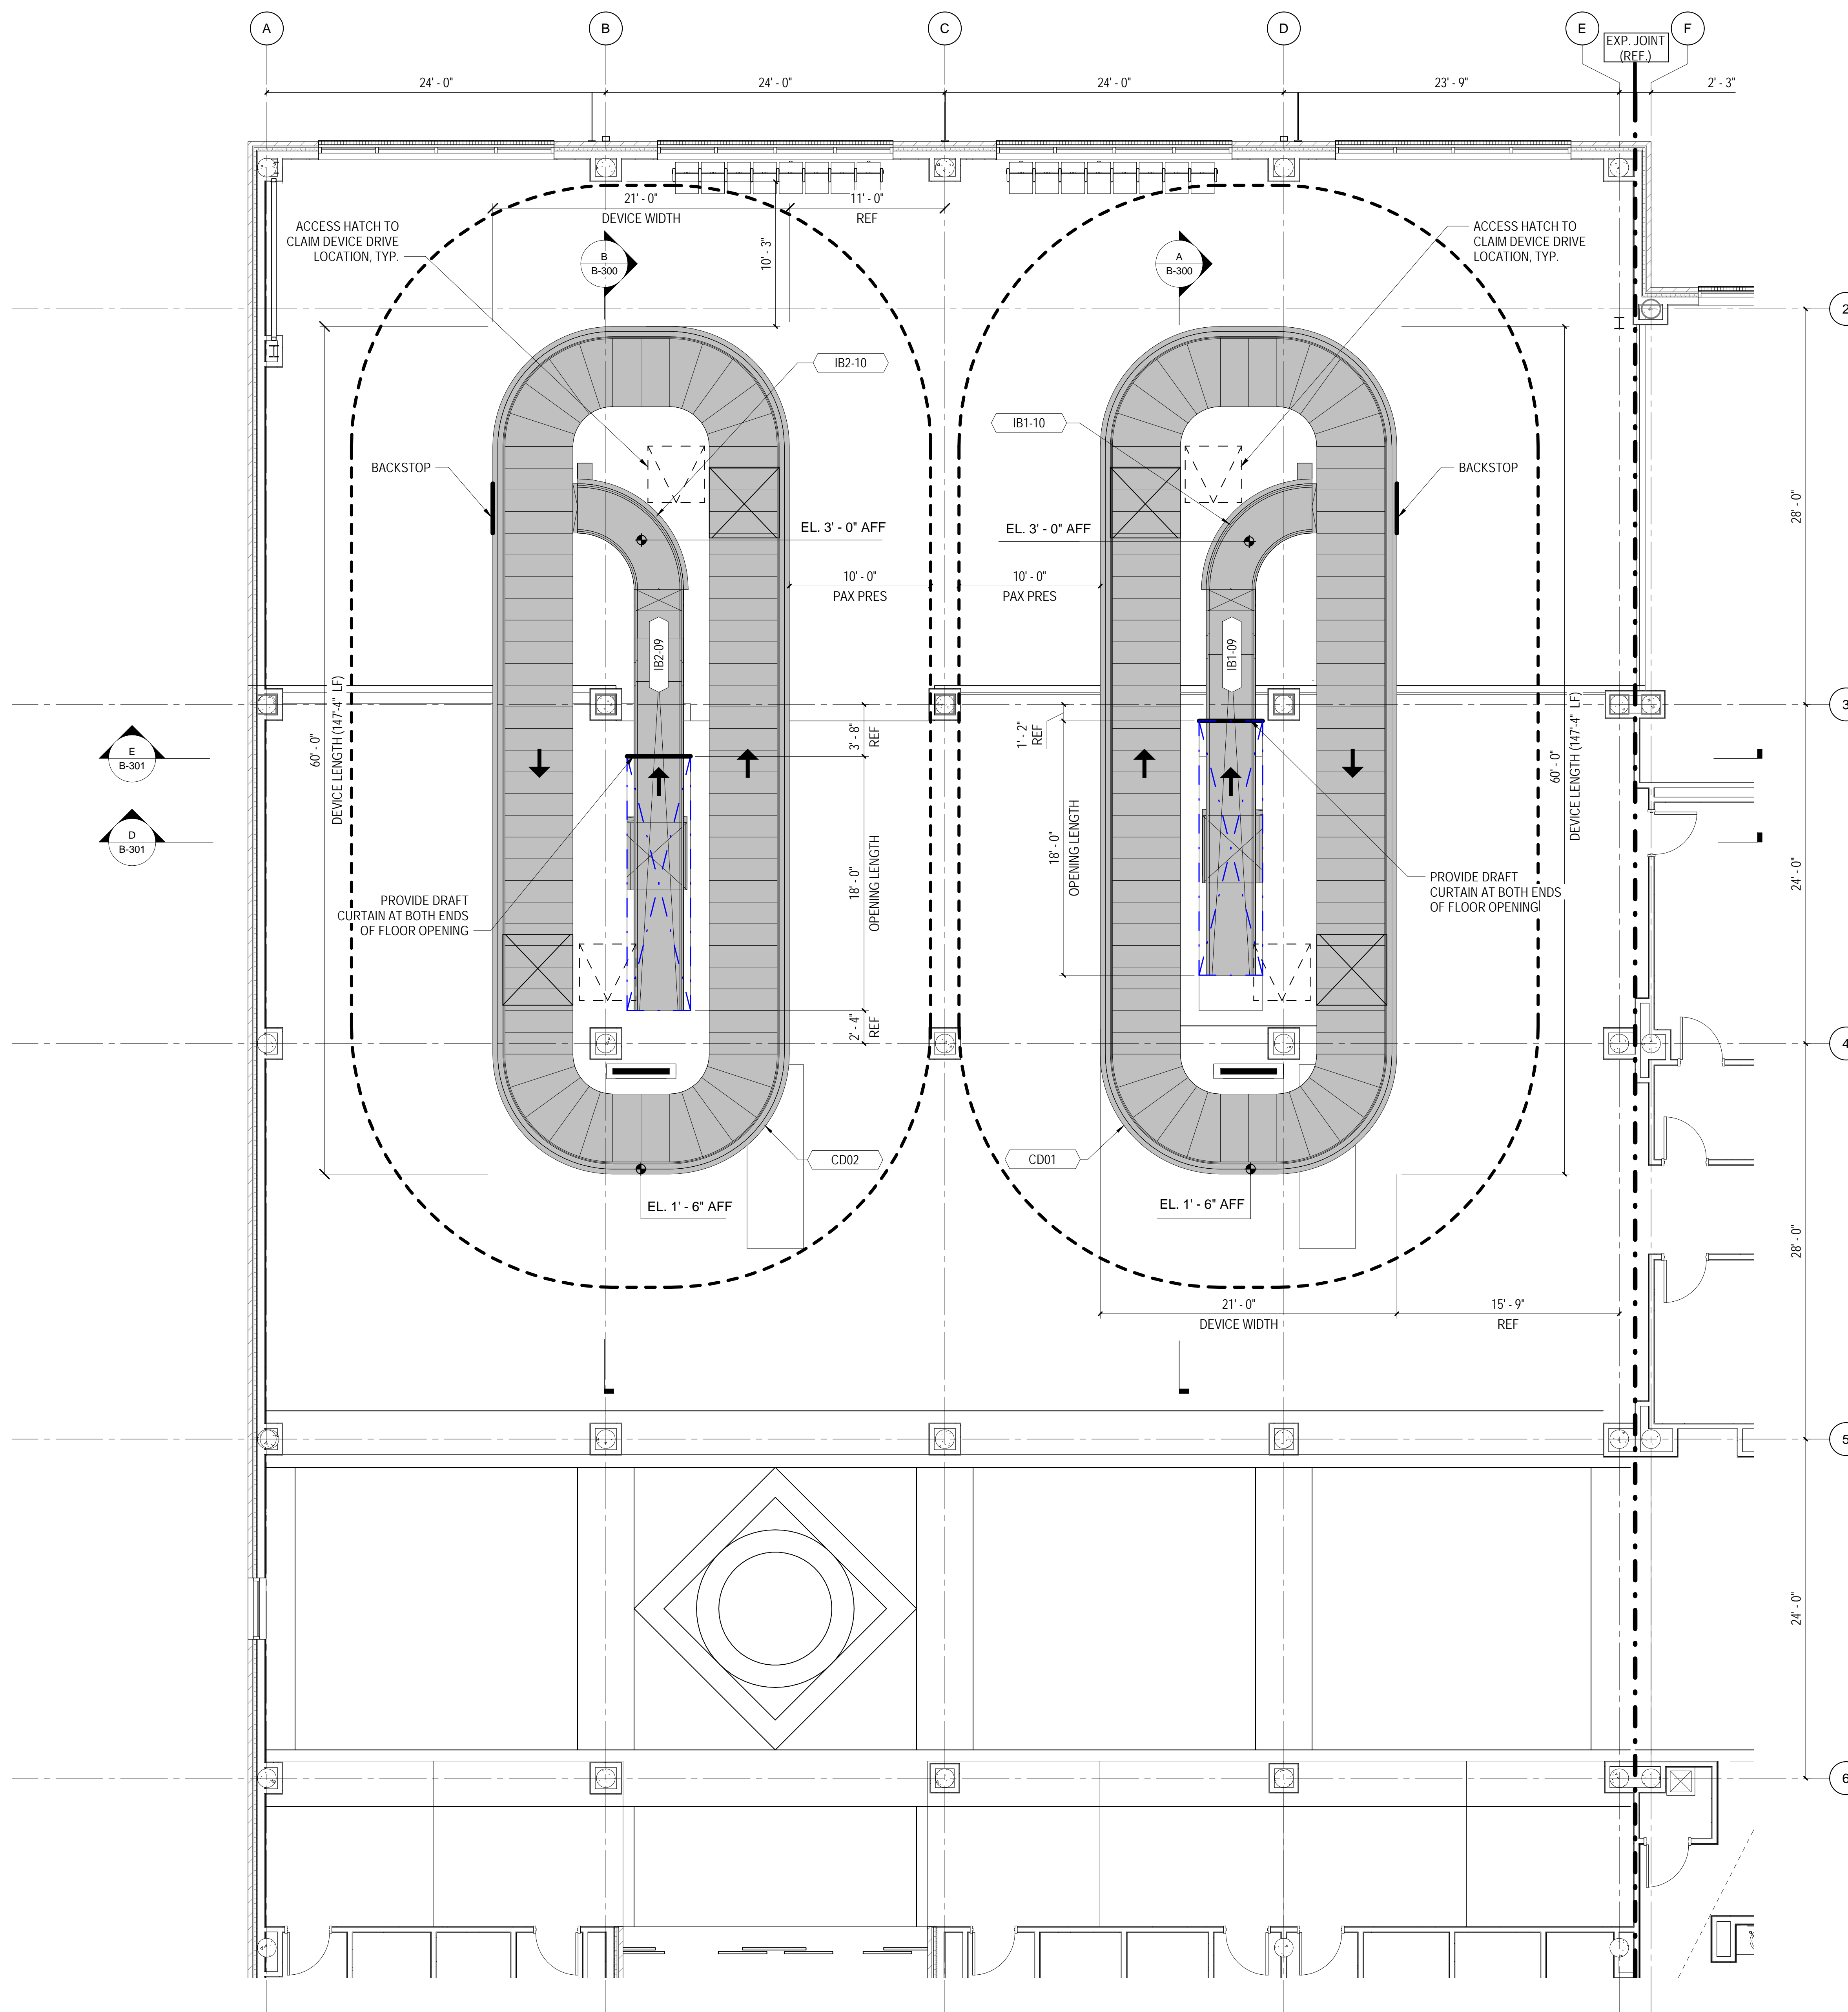 A
B
C
D
E
F
EXP. JOINT
(REF.)
24' - 0"
24' - 0"
24' - 0"
23' - 9"
2' - 3"
21' - 0"
DEVICE WIDTH
11' - 0"
REF
10' - 3"
ACCESS HATCH TO
CLAIM DEVICE DRIVE
LOCATION, TYP.
B
B-300
A
B-300
ACCESS HATCH TO
CLAIM DEVICE DRIVE
LOCATION, TYP.
2
IB2-10
IB1-10
BACKSTOP
BACKSTOP
28' - 0"
EL. 3' - 0" AFF
EL. 3' - 0" AFF
10' - 0"
PAX PRES
10' - 0"
PAX PRES
IB2-09
IB1-09
3
60' - 0"
DEVICE LENGTH (147'-4" LF)
3' - 8"
REF
1' - 2"
REF
60' - 0"
DEVICE LENGTH (147'-4" LF)
E
B-301
D
B-301
18' - 0"
OPENING LENGTH
18' - 0"
OPENING LENGTH
24' - 0"
PROVIDE DRAFT
CURTAIN AT BOTH ENDS
OF FLOOR OPENING
PROVIDE DRAFT
CURTAIN AT BOTH ENDS
OF FLOOR OPENING
2' - 4"
REF
4
CD02
CD01
EL. 1' - 6" AFF
EL. 1' - 6" AFF
28' - 0"
21' - 0"
DEVICE WIDTH
15' - 9"
REF
5
24' - 0"
6